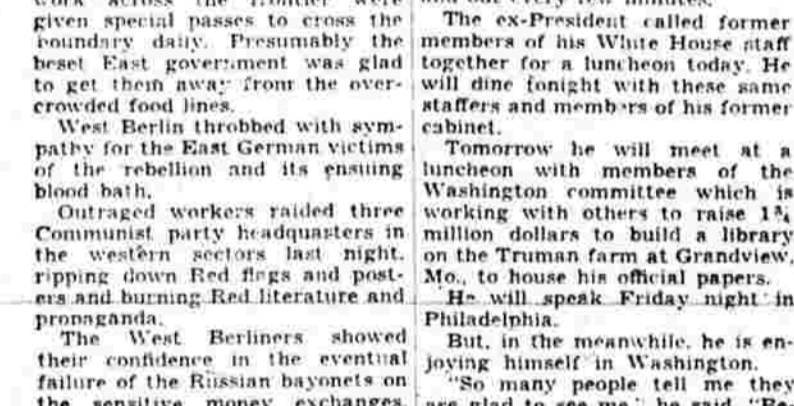 work across the frontier were
given special passes to cross the
boundary daily. Presumably the
beset East government was glad
to get them away from the over-
crowded food lines.
West Berlin throbbed with sym-
pathy for the East German victims
of the rebellion and its ensuing
blood bath.
Outraged workers raided three
Communist party headquarters in
the western sectors last night,
ripping down Red flags and post-
ers and burning Red literature and
propaganda.
The West Berliners showed
their confidence in the eventual
failure of the Russian bayonets on
the sensitive money exchanges.
and out every few minutes.
The ex-President called former
members of his White House staff
together for a luncheon today. He
will dine tonight with these same
staffers and members of his former
cabinet.
Tomorrow he will meet at a
luncheon with members of the
Washington committee which is
working with others to raise 1¾
million dollars to build a library
on the Truman farm at Grandview,
Mo., to house his official papers.
He will speak Friday night in
Philadelphia.
But, in the meanwhile, he is en-
joying himself in Washington.
"So many people tell me they
are glad to see me," he said. "Be-